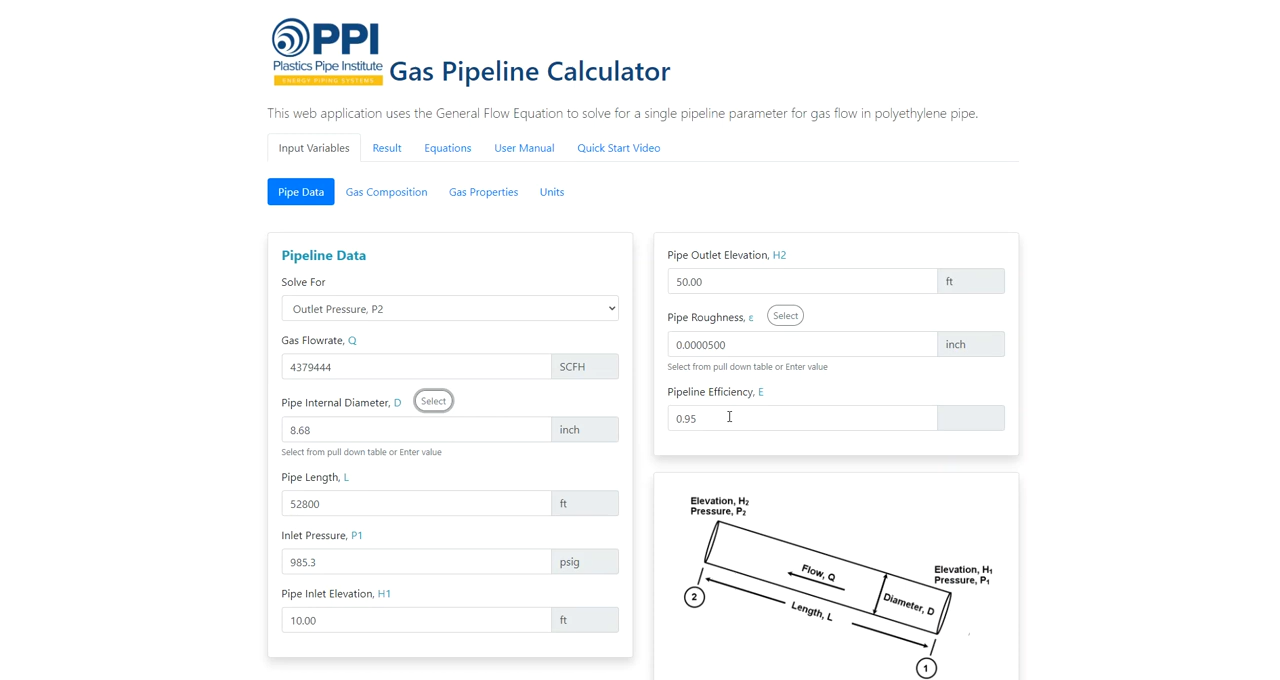 PPI
Plastics Pipe Institute
ENERGY PIPING SYSTEMS
Gas Pipeline Calculator
This web application uses the General Flow Equation to solve for a single pipeline parameter for gas flow in polyethylene pipe.
Input Variables Result Equations User Manual Quick Start Video
Pipe Data Gas Composition Gas Properties Units
Pipeline Data
Solve For
Outlet Pressure, P2
Gas Flowrate, Q
4379444 SCFH
Pipe Internal Diameter, D Select
8.68 inch
Select from pull down table or Enter value
Pipe Length, L
52800 ft
Inlet Pressure, P1
985.3 psig
Pipe Inlet Elevation, H1
10.00 ft
Pipe Outlet Elevation, H2
50.00 ft
Pipe Roughness, ε Select
0.0000500 inch
Select from pull down table or Enter value
Pipeline Efficiency, E
0.95
Elevation, H₂
Pressure, P₂
Elevation, H₁
Pressure, P₁
Flow, Q
Diameter, D
Length, L
2
1